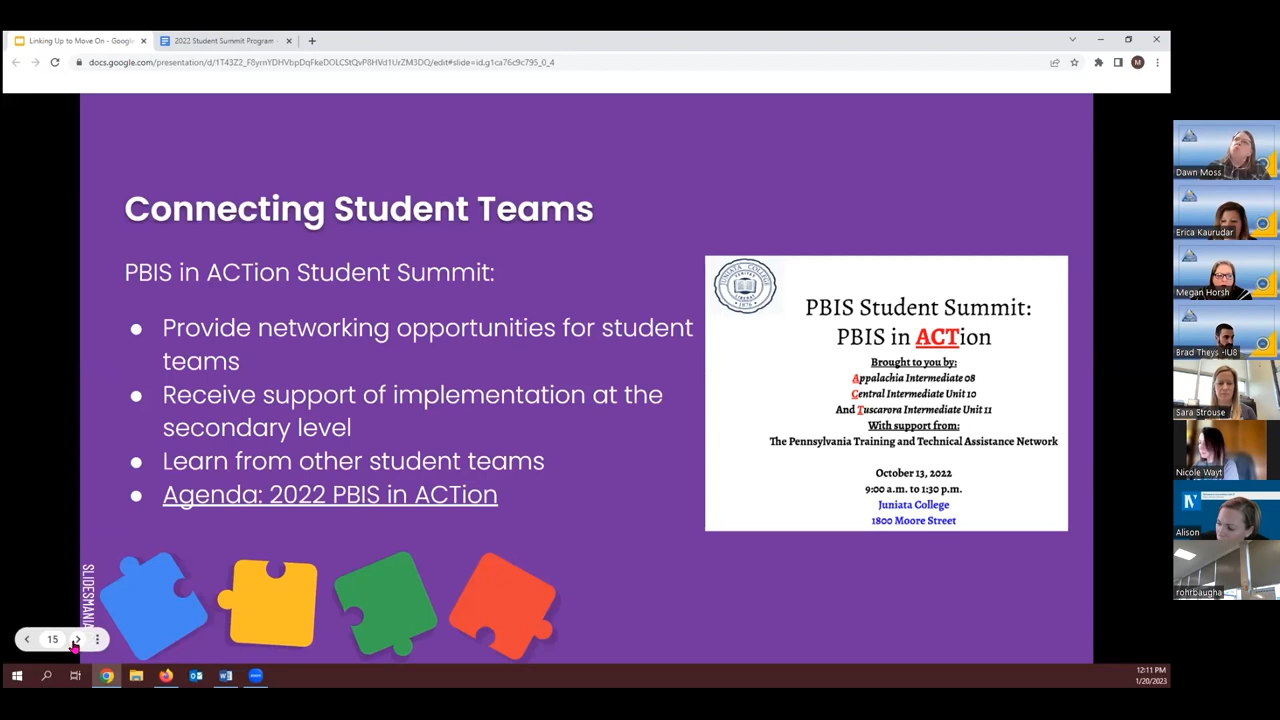 Linking Up to Move On - Google
2022 Student Summit Program
docs.google.com/presentation/d/1T43Z2_F8yrnYDHVbpDqFkeDOLCStQvP8HVd1UrZM3DQ/edit#slide=id.g1ca76c9c795_0_4
M
Connecting Student Teams
PBIS in ACTion Student Summit:
● Provide networking opportunities for student
teams
● Receive support of implementation at the
secondary level
● Learn from other student teams
● Agenda: 2022 PBIS in ACTion
JUNIATA COLLEGE
1876
PBIS Student Summit:
PBIS in ACTion
Brought to you by:
Appalachia Intermediate 08
Central Intermediate Unit 10
And Tuscarora Intermediate Unit 11
With support from:
The Pennsylvania Training and Technical Assistance Network
October 13, 2022
9:00 a.m. to 1:30 p.m.
Juniata College
1800 Moore Street
SLIDESMANIA
15
Dawn Moss
Erica Kaurudar
Megan Horsh
Brad Theys -IU8
Sara Strouse
Nicole Wayt
N
Alison
rohrbaugha
12:11 PM
1/20/2023